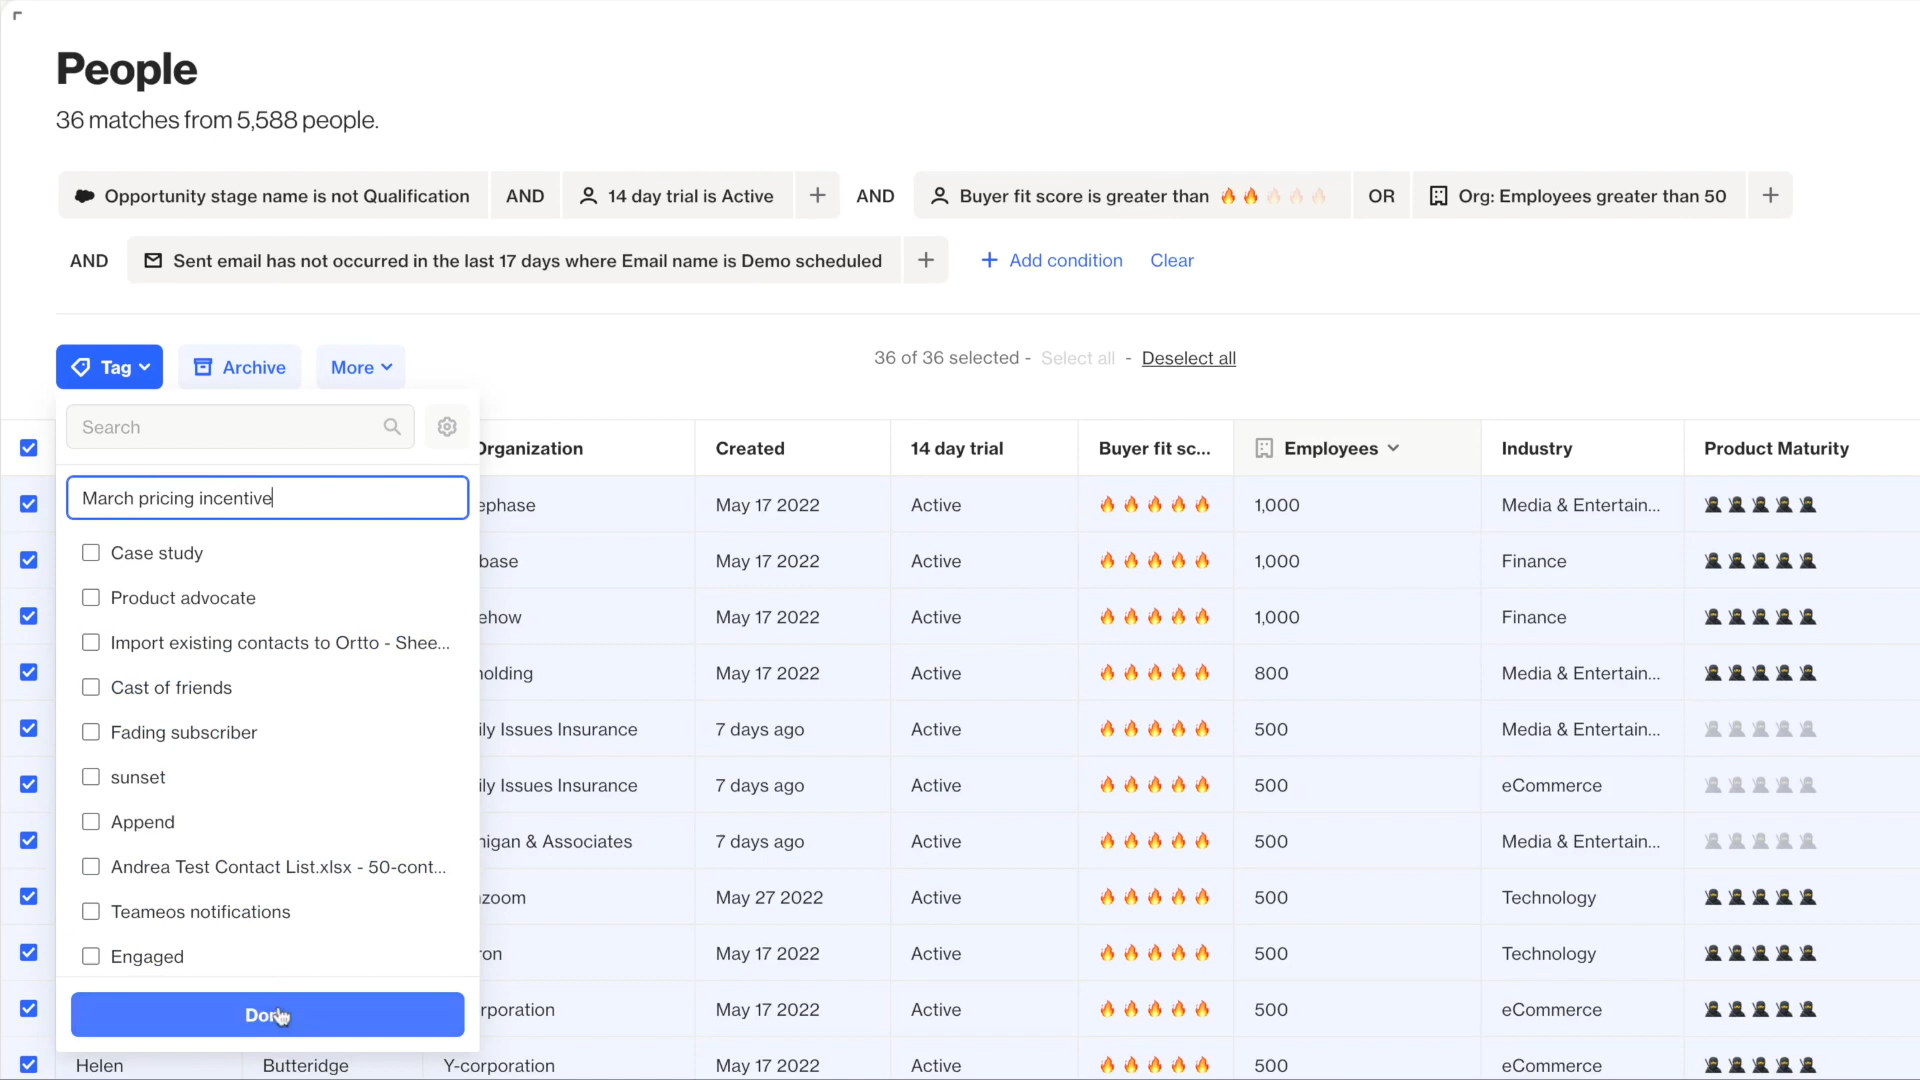 People
36 matches from 5,588 people.
Opportunity stage name is not Qualification AND 14 day trial is Active + AND Buyer fit score is greater than OR Org: Employees greater than 50 +
AND Sent email has not occurred in the last 17 days where Email name is Demo scheduled + + Add condition Clear
Tag Archive More 36 of 36 selected - Select all - Deselect all
Search
Organization Created 14 day trial Buyer fit sc... Employees Industry Product Maturity
March pricing incentive
ephase May 17 2022 Active 1,000 Media & Entertain...
Case study
base May 17 2022 Active 1,000 Finance
Product advocate
ehow May 17 2022 Active 1,000 Finance
Import existing contacts to Ortto - Shee...
holding May 17 2022 Active 800 Media & Entertain...
Cast of friends
Fading subscriber
ily Issues Insurance 7 days ago Active 500 Media & Entertain...
sunset
ily Issues Insurance 7 days ago Active 500 eCommerce
Append
nigan & Associates 7 days ago Active 500 Media & Entertain...
Andrea Test Contact List.xlsx - 50-cont...
zoom May 27 2022 Active 500 Technology
Teameos notifications
Engaged
ron May 17 2022 Active 500 Technology
rporation May 17 2022 Active 500 eCommerce
Helen Butteridge Y-corporation May 17 2022 Active 500 eCommerce